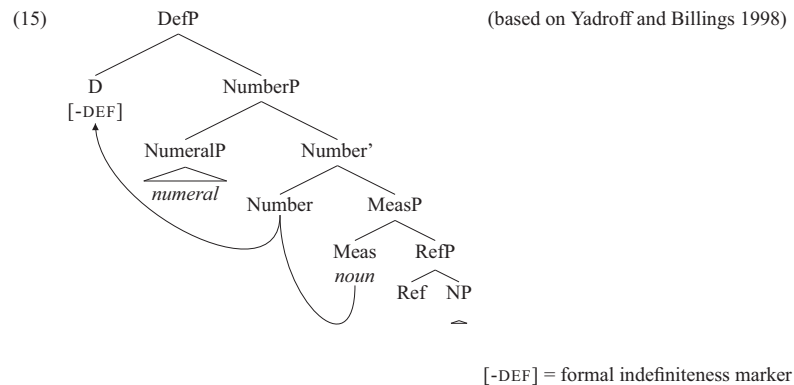 (15) DefP (based on Yadroff and Billings 1998)
D NumberP
[-DEF]
NumeralP Number’
numeral
Number MeasP
Meas RefP
noun
Ref NP
[-DEF] = formal indefiniteness marker